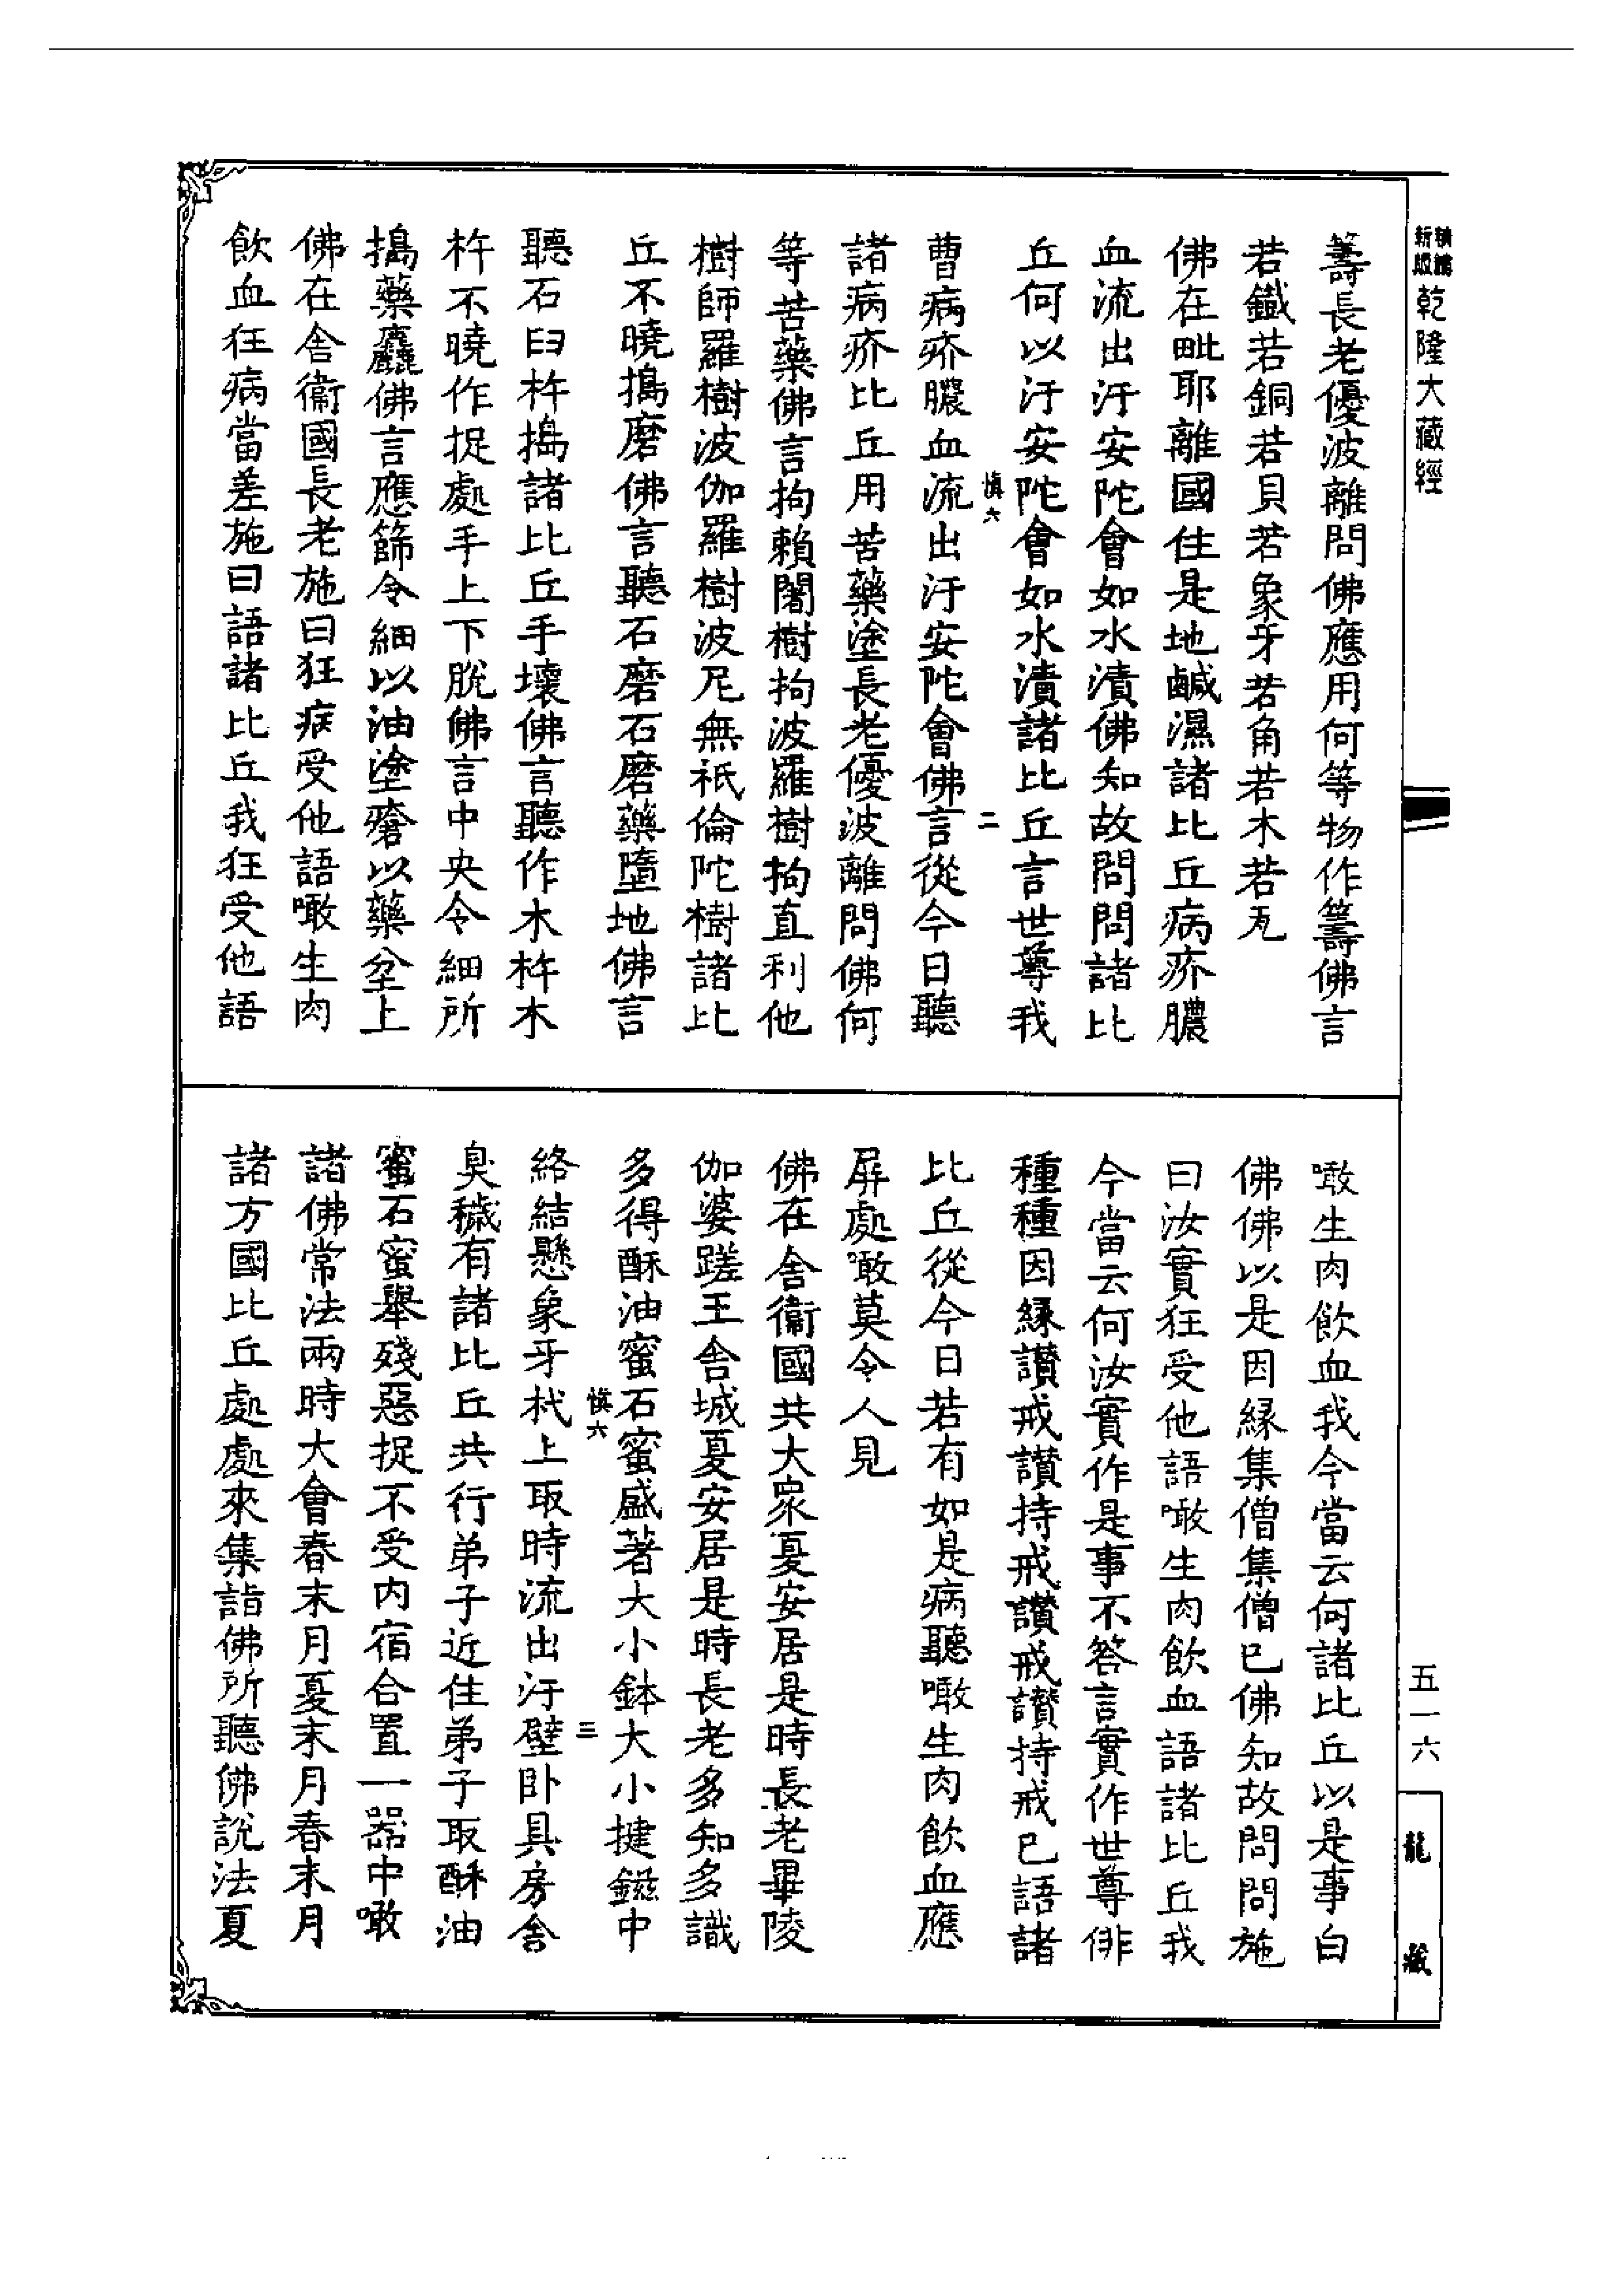 新版
精縮
乾隆大藏經
籌長老優波離問佛應用何等物作籌佛言
若鐵若銅若貝若象牙若角若木若瓦
佛在毗耶離國住是地鹹濕諸比丘病疥膿
血流出汙安陀會如水漬佛知故問問諸比
丘何以汙安陀會如水漬諸比丘言世尊我
慎六
二
曹病疥膿血流出汙安陀會佛言從今日聽
諸病疥比丘用苦藥塗長老優波離問佛何
等苦藥佛言拘賴闍樹拘波羅樹拘直利他
樹師羅樹波伽羅樹波尼無祇倫陀樹諸比
丘不曉搗磨佛言聽石磨石磨藥墮地佛言
聽石臼杵搗諸比丘手壞佛言聽作木杵木
杵不曉作捉處手上下脫佛言中央令細所
搗藥麤佛言應篩令細以油塗瘡以藥坌上
佛在舍衛國長老施曰狂病受他語噉生肉
飲血狂病當差施曰語諸比丘我狂受他語
噉生肉飲血我今當云何諸比丘以是事白
佛佛以是因緣集僧集僧已佛知故問問施
曰汝實狂受他語噉生肉飲血語諸比丘我
今當云何汝實作是事不答言實作世尊佛
種種因緣讚戒讚持戒讚戒讚持戒已語諸
比丘從今日若有如是病聽噉生肉飲血應
屏處噉莫令人見
佛在舍衛國共大眾夏安居是時長老畢陵
伽婆蹉王舍城夏安居是時長老多知多識
多得酥油蜜石蜜盛著大小鉢大小揵鎡中
慎六
三
絡結懸象牙杙上取時流出汙壁卧具房舍
臭穢有諸比丘共行弟子近住弟子取酥油
蜜石蜜舉殘惡捉不受內宿合置一器中噉
諸佛常法兩時大會春末月夏末月春末月
諸方國比丘處處來集詣佛所聽佛說法夏
五一六
龍藏